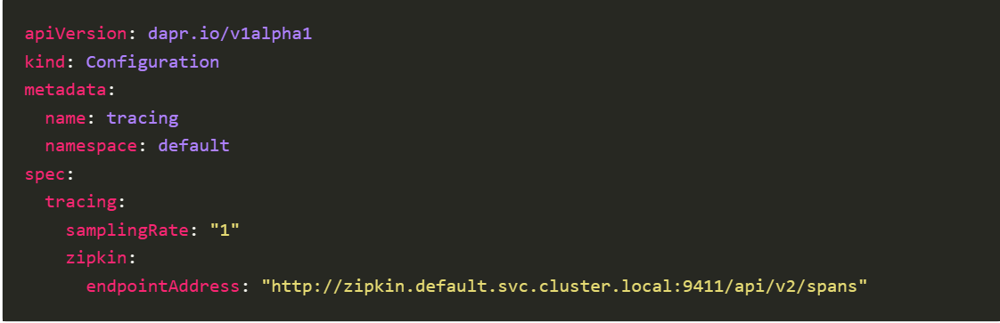 apiVersion: dapr.io/v1alpha1
kind: Configuration
metadata:
  name: tracing
  namespace: default
spec:
  tracing:
    samplingRate: "1"
    zipkin:
      endpointAddress: "http://zipkin.default.svc.cluster.local:9411/api/v2/spans"